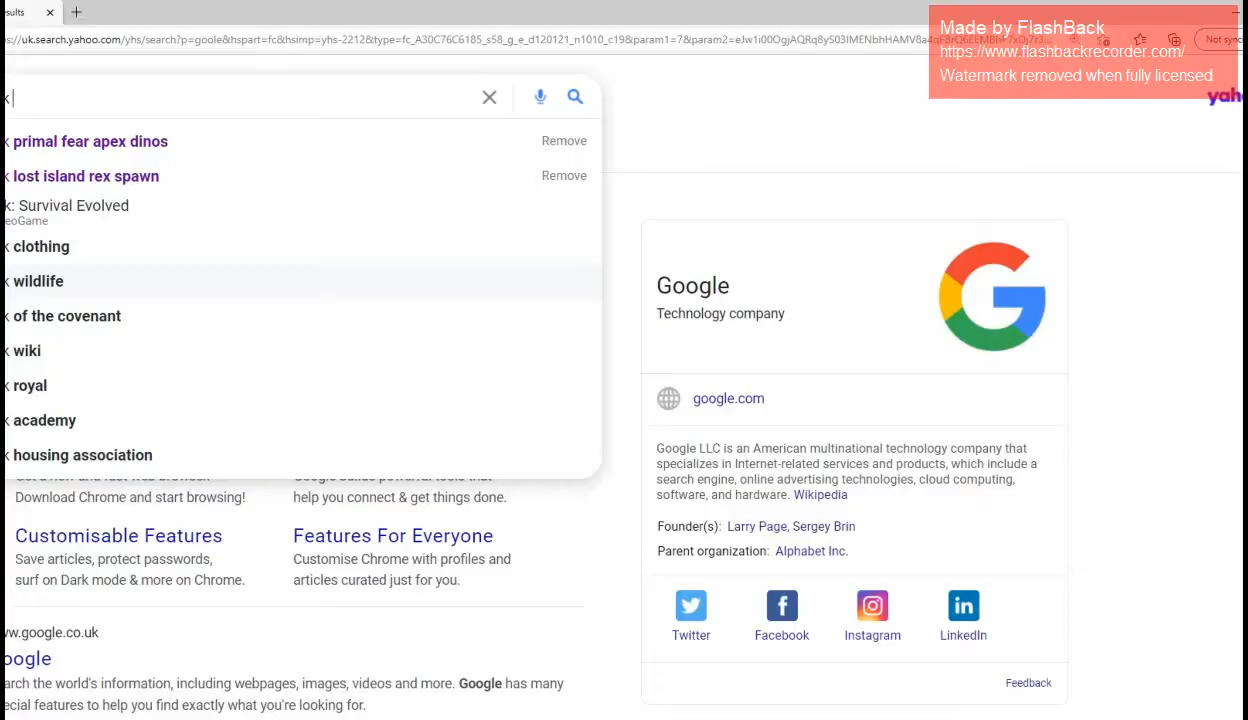 sults
Made by FlashBack
s://uk.search.yahoo.com/yhs/search?p=goole&hspart=fc&hsimp=yhs-2212&type=fc_A30C76C6185_s58_g_e_d120121_n1010_c19&param1=7&param2=
Not sync
https://www.flashbackrecorder.com/
Watermark removed when fully licensed
k
yah
k primal fear apex dinos
Remove
k lost island rex spawn
Remove
k: Survival Evolved
eoGame
k clothing
k wildlife
k of the covenant
k wiki
k royal
k academy
k housing association
Download Chrome and start browsing!
help you connect & get things done.
Customisable Features
Features For Everyone
Save articles, protect passwords,
surf on Dark mode & more on Chrome.
Customise Chrome with profiles and
articles curated just for you.
ww.google.co.uk
oogle
arch the world's information, including webpages, images, videos and more. Google has many
ecial features to help you find exactly what you're looking for.
Google
Technology company
google.com
Google LLC is an American multinational technology company that
specializes in Internet-related services and products, which include a
search engine, online advertising technologies, cloud computing,
software, and hardware. Wikipedia
Founder(s): Larry Page, Sergey Brin
Parent organization: Alphabet Inc.
Twitter
Facebook
Instagram
LinkedIn
Feedback